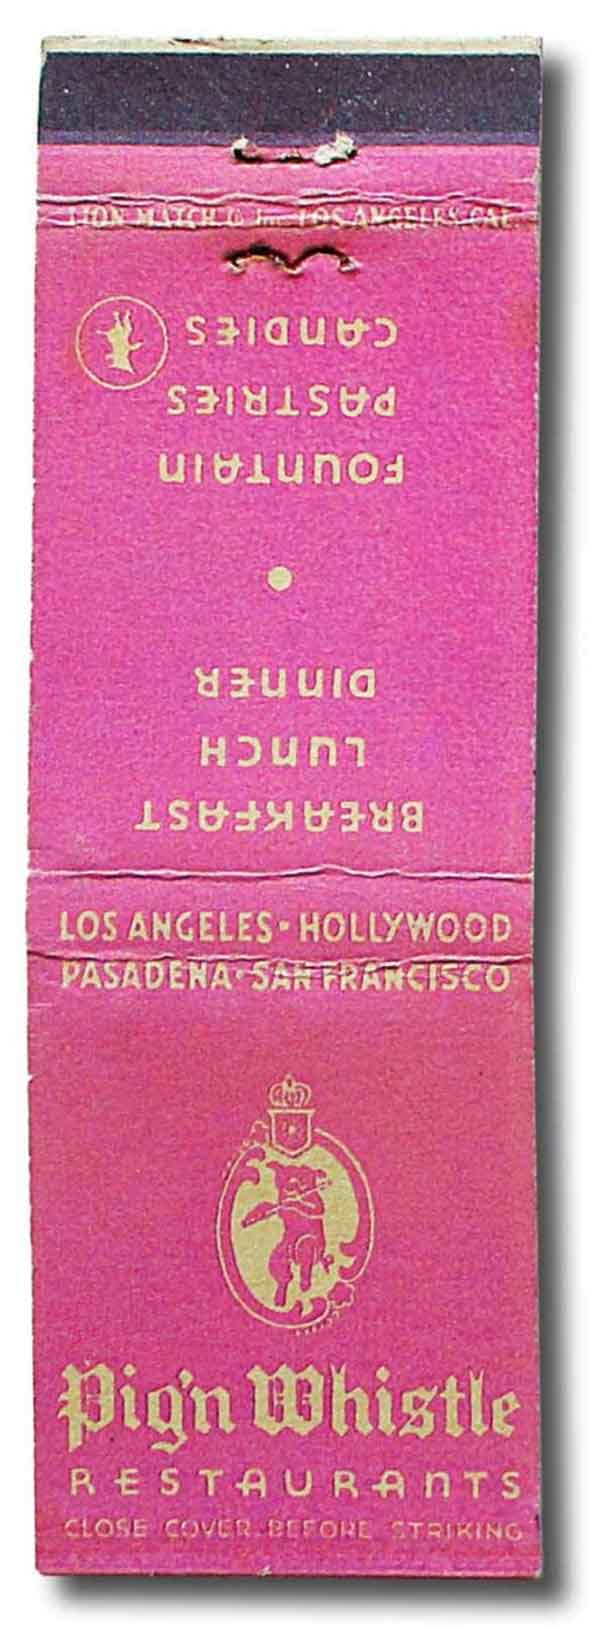 LION MATCH Co Inc. LOS ANGELES, CAL.
BREAKFAST
LUNCH
DINNER
•
FOUNTAIN
PASTRIES
CANDIES
LOS ANGELES • HOLLYWOOD
PASADENA • SAN FRANCISCO
Pig'n Whistle
RESTAURANTS
CLOSE COVER BEFORE STRIKING